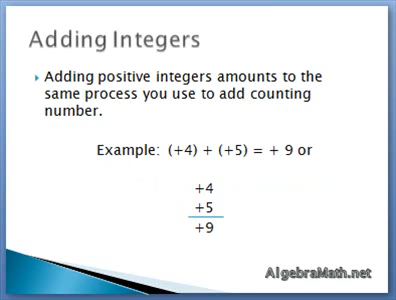 Adding Integers
Adding positive integers amounts to the
same process you use to add counting
number.
Example: (+4) + (+5) = + 9 or
+4
+5
+9
AlgebraMath.net